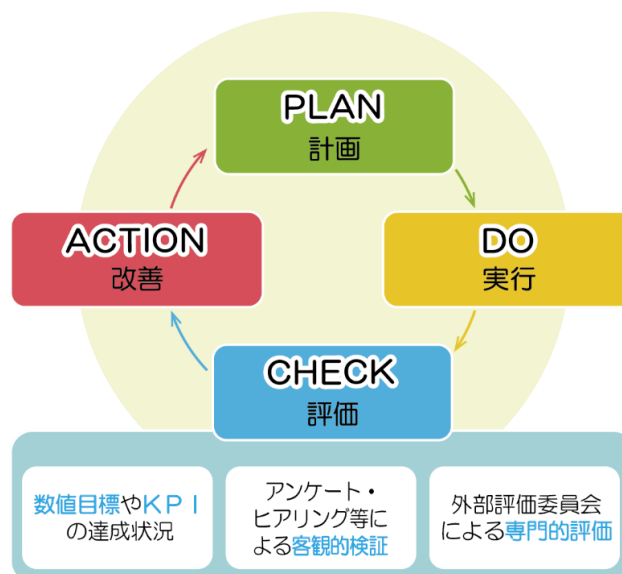 PLAN
計画
ACTION
改善
DO
実行
CHECK
評価
数値目標やKPI
の達成状況
アンケート・
ヒアリング等に
よる客観的検証
外部評価委員会
による専門的評価